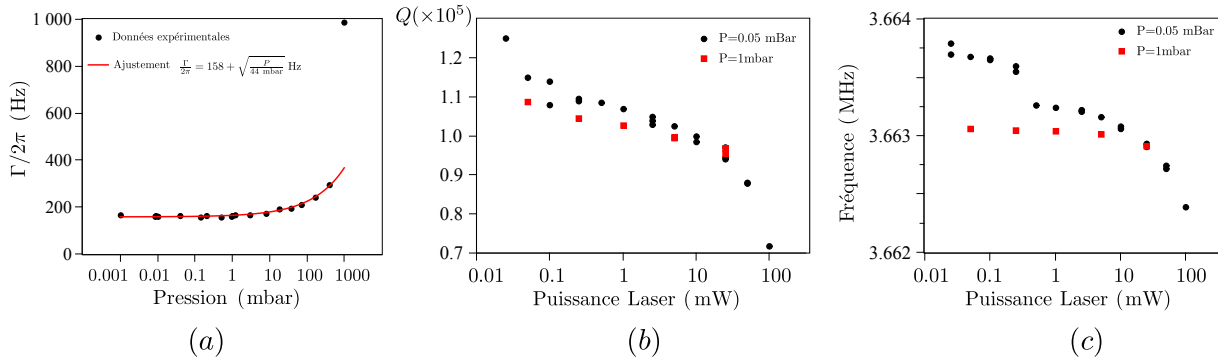 1 000
800
600
400
200
0
Γ/2π (Hz)
Données expérimentales
Ajustement Γ/2π = 158 + √(P/44 mbar) Hz
0.001 0.01 0.1 1 10 100 1000
Pression (mbar)
(a)
Q(×10⁵)
1.2
1.1
1.0
0.9
0.8
0.7
P=0.05 mBar
P=1mbar
0.01 0.1 1 10 100
Puissance Laser (mW)
(b)
3.664
3.663
3.662
Fréquence (MHz)
P=0.05 mBar
P=1mbar
0.01 0.1 1 10 100
Puissance Laser (mW)
(c)